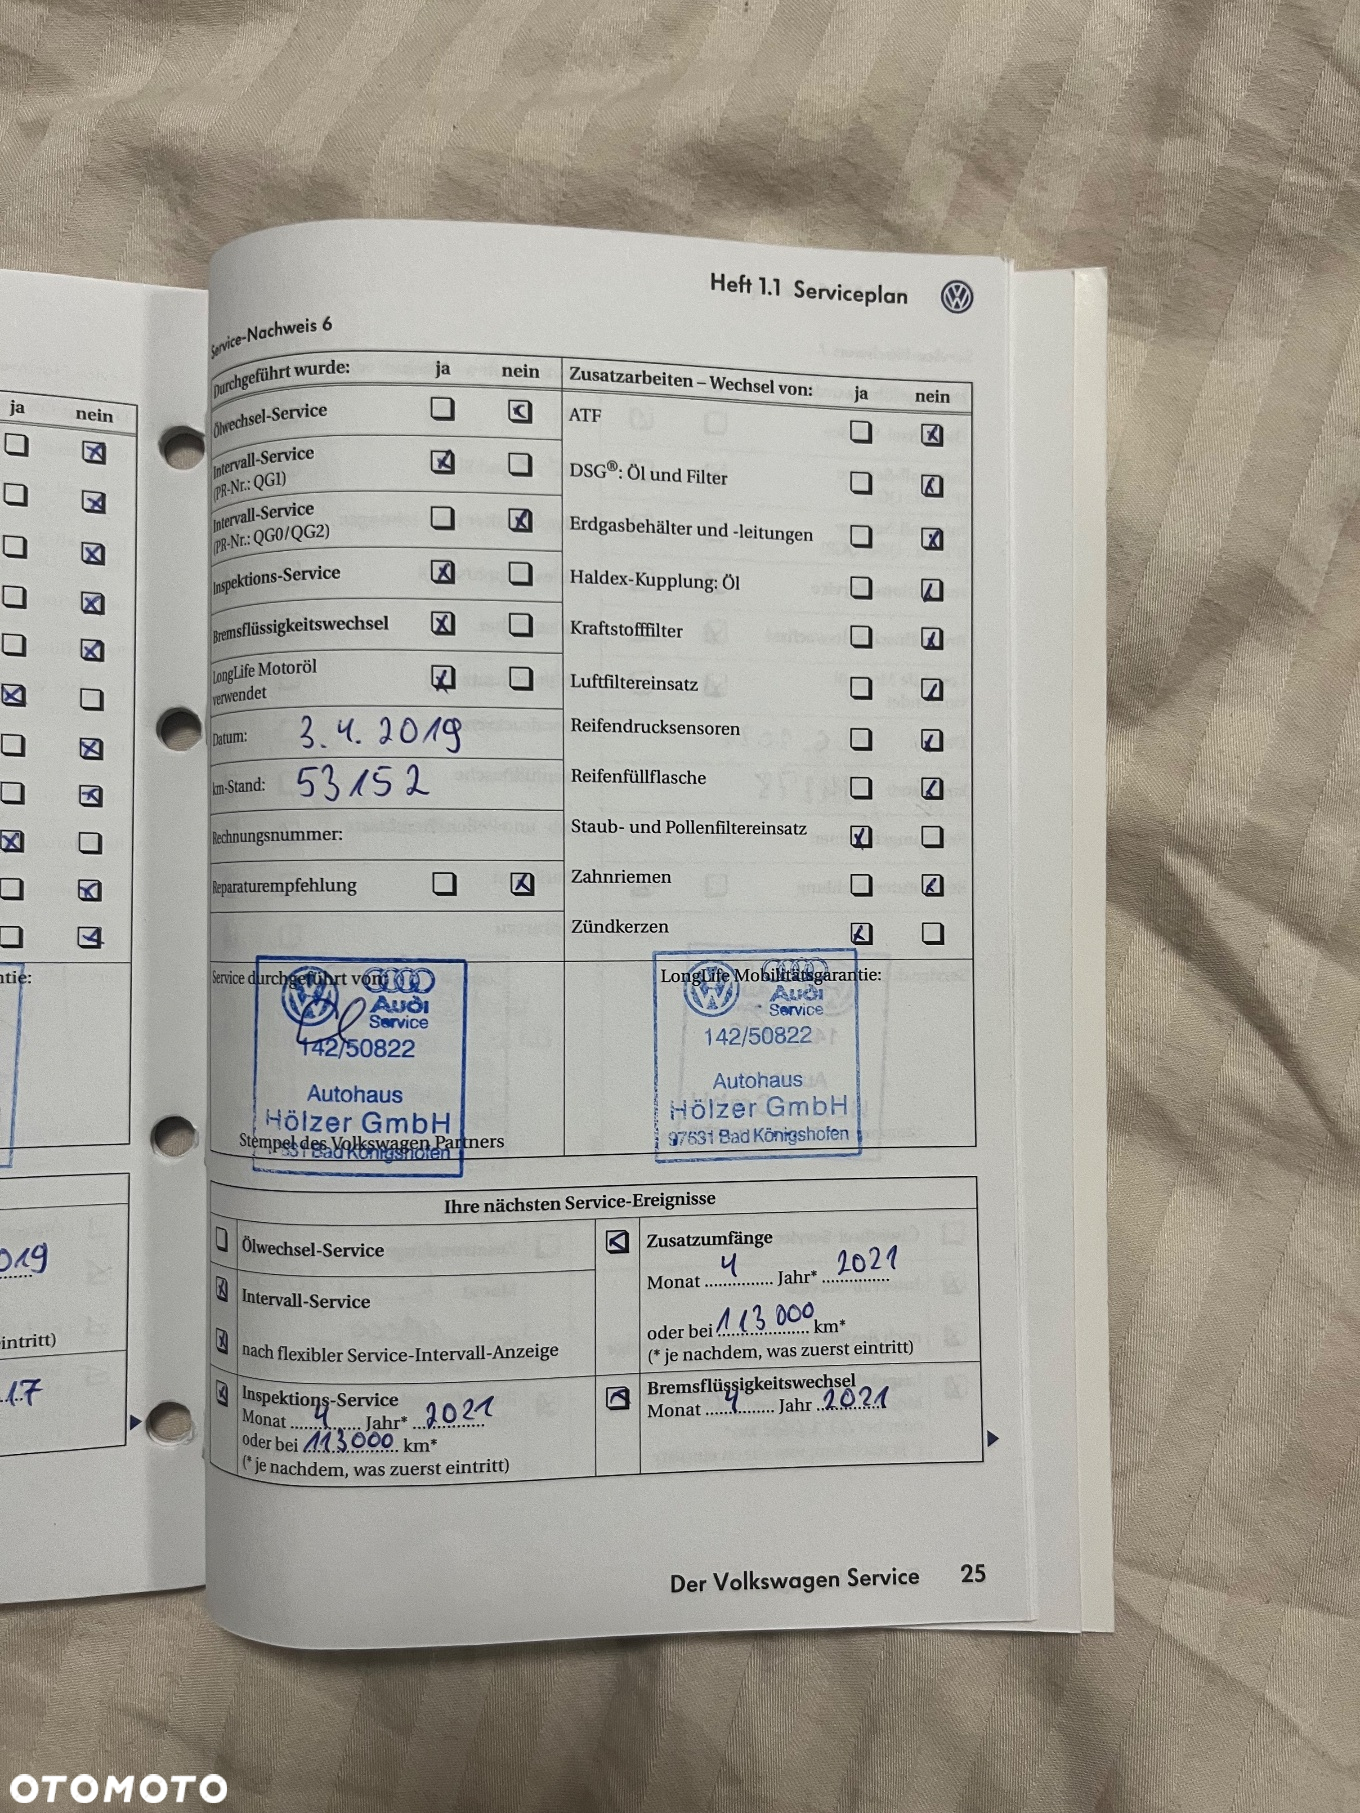 Heft 1.1 Serviceplan
Service-Nachweis 6
ja nein
Durchgeführt wurde: ja nein
Ölwechsel-Service
Intervall-Service
(PR-Nr.: QG1)
Intervall-Service
(PR-Nr.: QG0/QG2)
Inspektions-Service
Bremsflüssigkeitswechsel
LongLife Motoröl
verwendet
Datum: 3.4.2019
km-Stand: 53152
Rechnungsnummer:
Reparaturempfehlung
Zusatzarbeiten – Wechsel von: ja nein
ATF
DSG®: Öl und Filter
Erdgasbehälter und -leitungen
Haldex-Kupplung: Öl
Kraftstofffilter
Luftfiltereinsatz
Reifendrucksensoren
Reifenfüllflasche
Staub- und Pollenfiltereinsatz
Zahnriemen
Zündkerzen
Service durchgeführt von:
Audi
Service
142/50822
Autohaus
Hölzer GmbH
Bad Königshofen
Stempel des Volkswagen Partners
LongLife Mobilitätsgarantie:
Audi
Service
142/50822
Autohaus
Hölzer GmbH
97631 Bad Königshofen
Ihre nächsten Service-Ereignisse
Ölwechsel-Service
Intervall-Service
nach flexibler Service-Intervall-Anzeige
Inspektions-Service
Monat 4 Jahr* 2021
oder bei 113000 km*
(* je nachdem, was zuerst eintritt)
Zusatzumfänge
Monat 4 Jahr* 2021
oder bei 113 000 km*
(* je nachdem, was zuerst eintritt)
Bremsflüssigkeitswechsel
Monat 4 Jahr 2021
Der Volkswagen Service 25
OTOMOTO